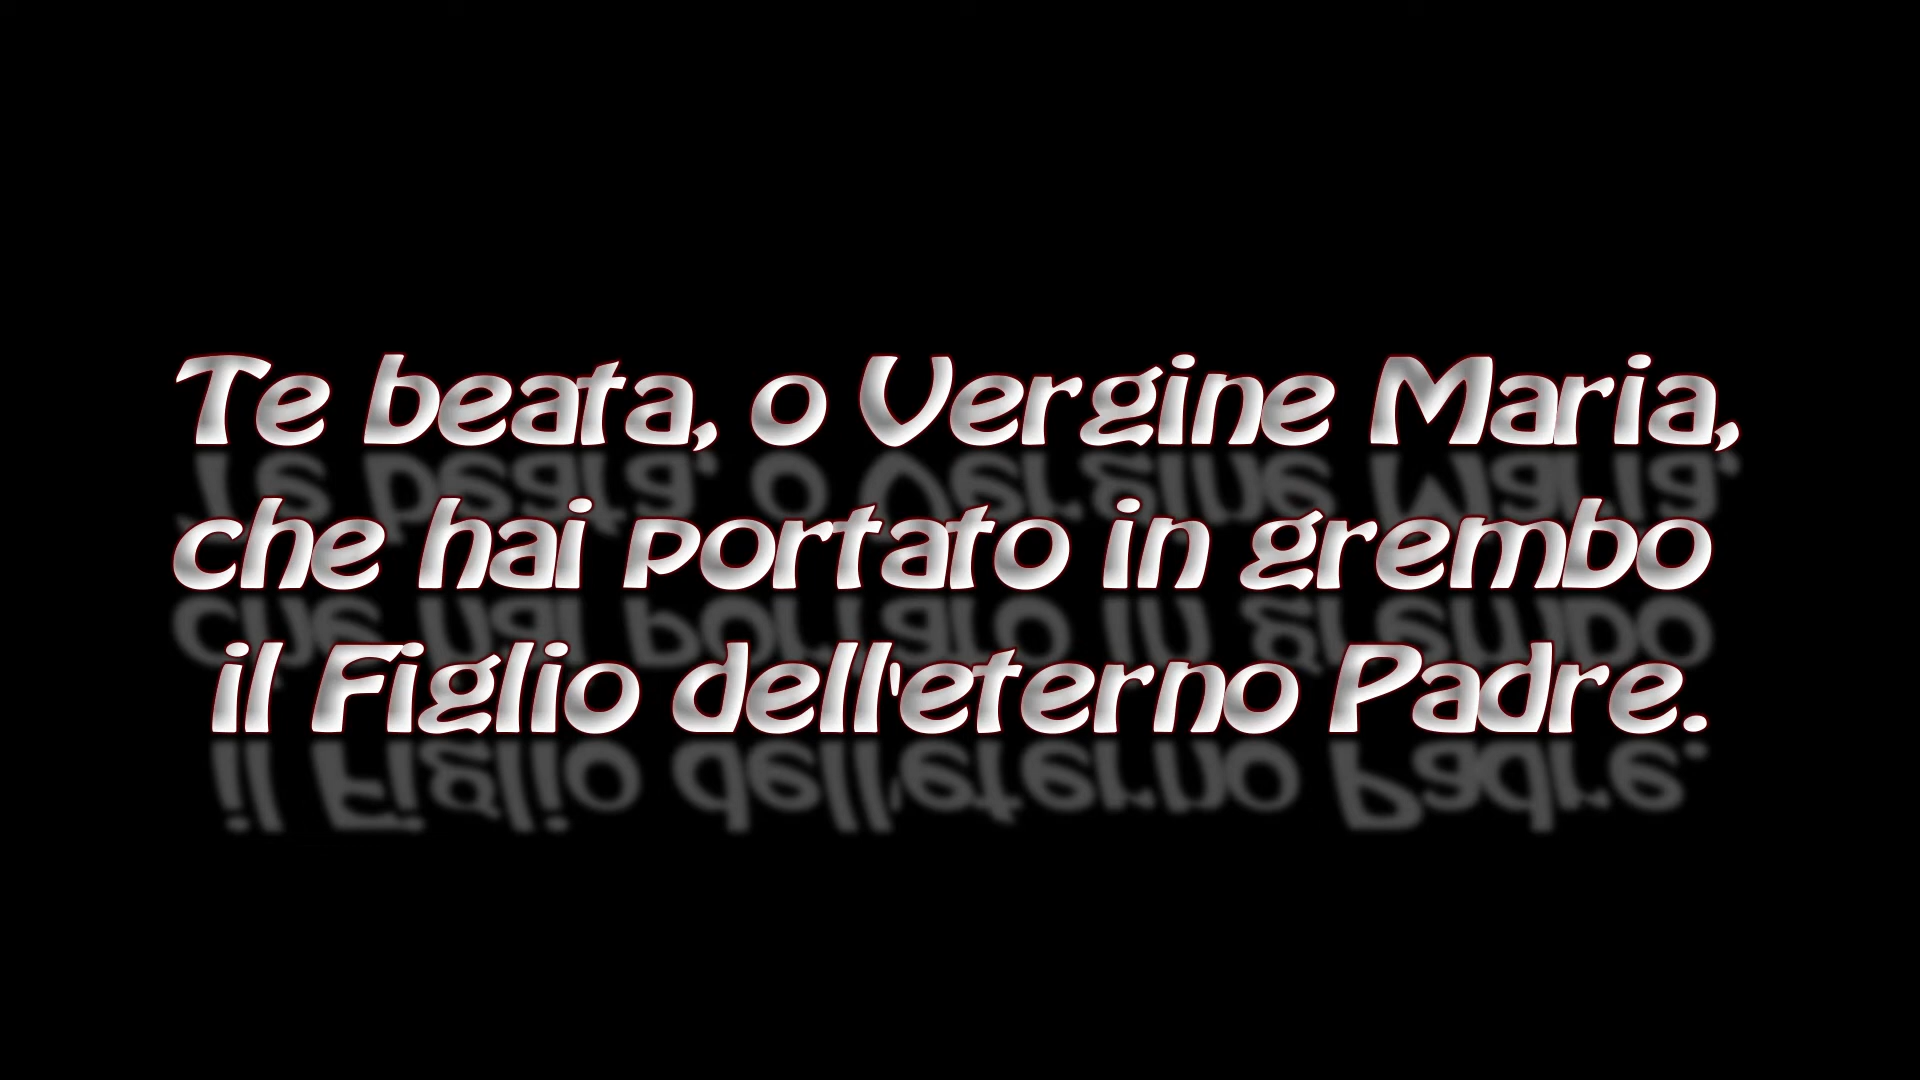 Te beata, o Vergine Maria,
che hai portato in grembo
il Figlio dell'eterno Padre.